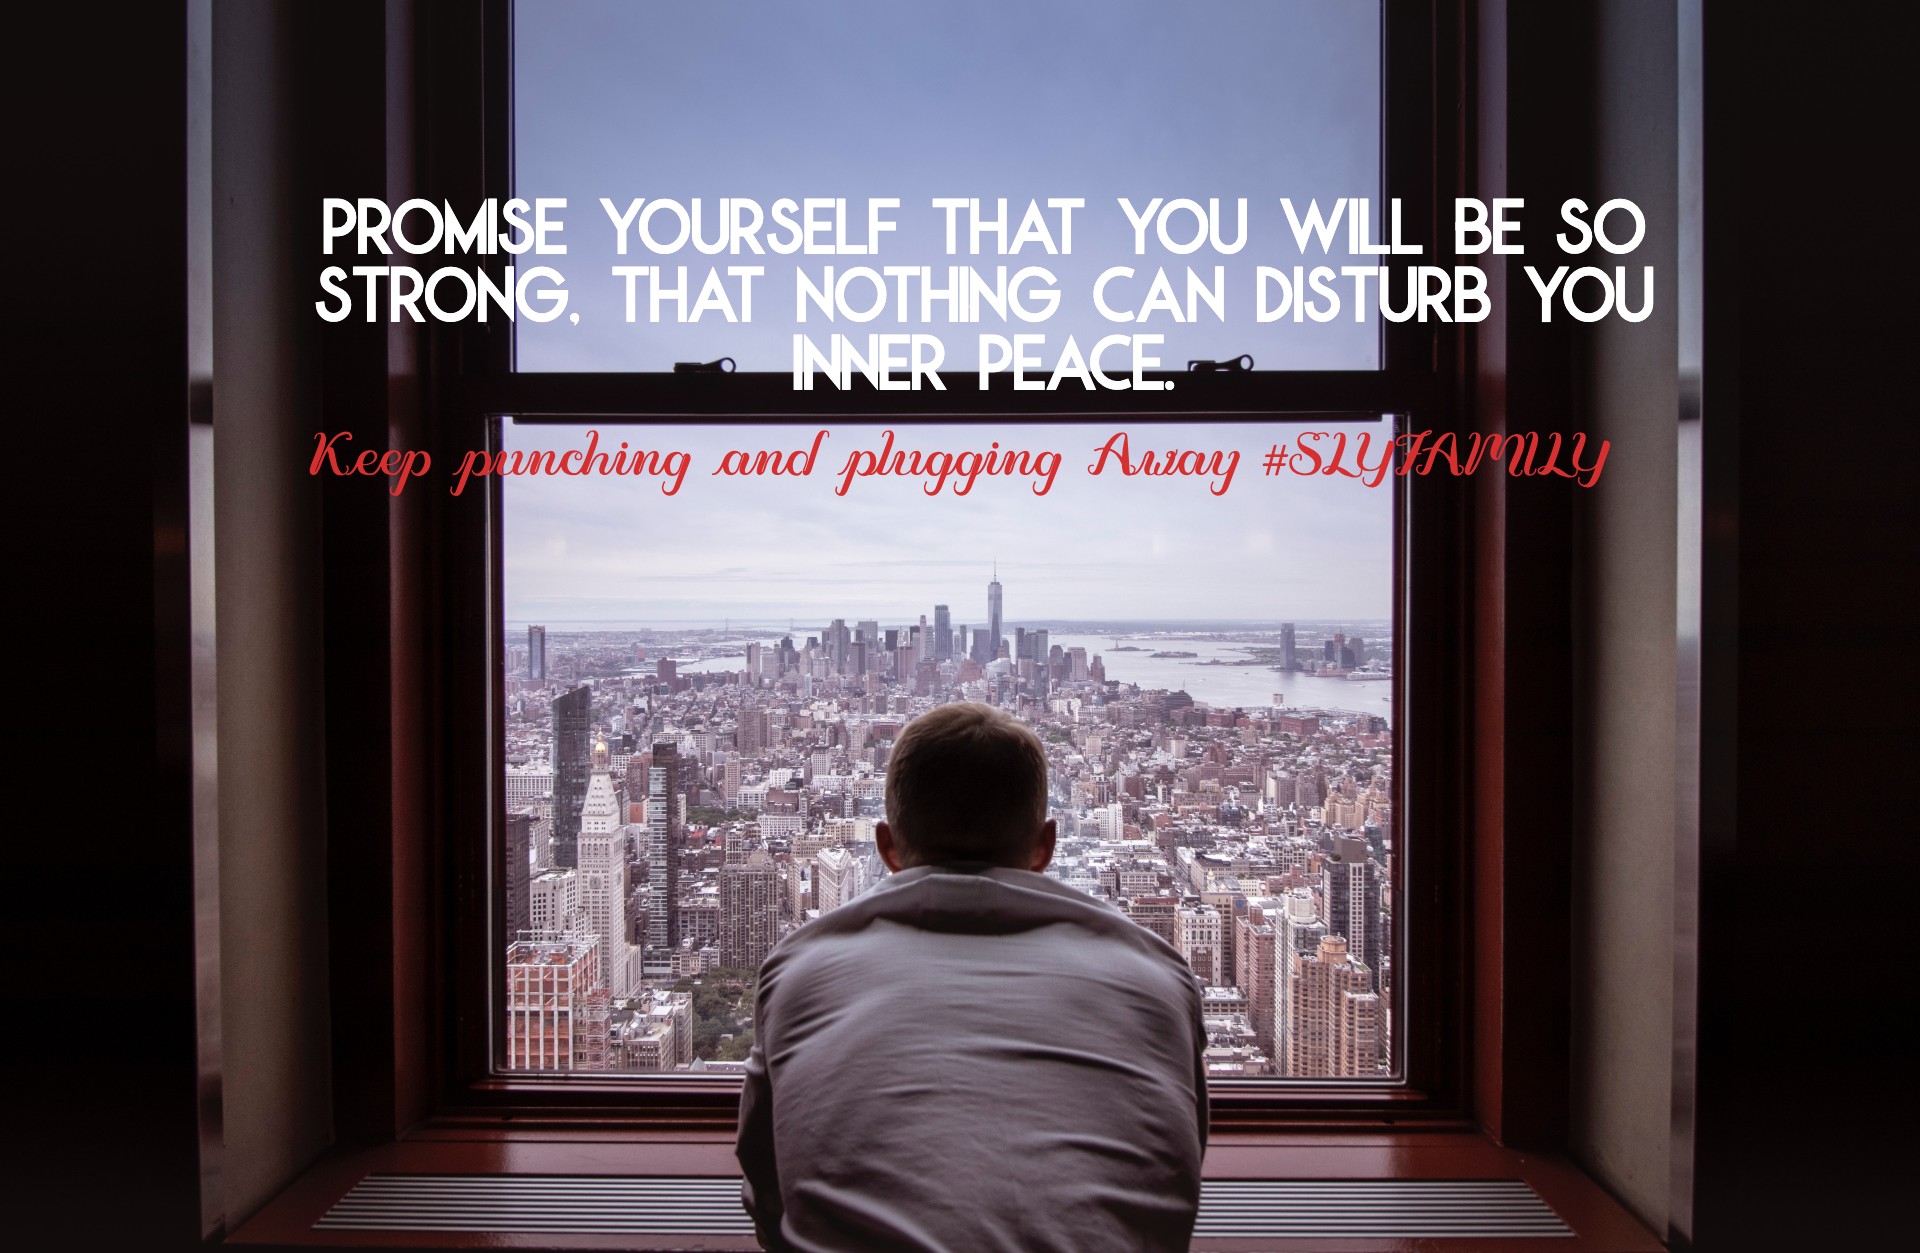 PROMISE YOURSELF THAT YOU WILL BE SO
STRONG, THAT NOTHING CAN DISTURB YOU
INNER PEACE.
Keep punching and plugging Away #SLYFAMILY